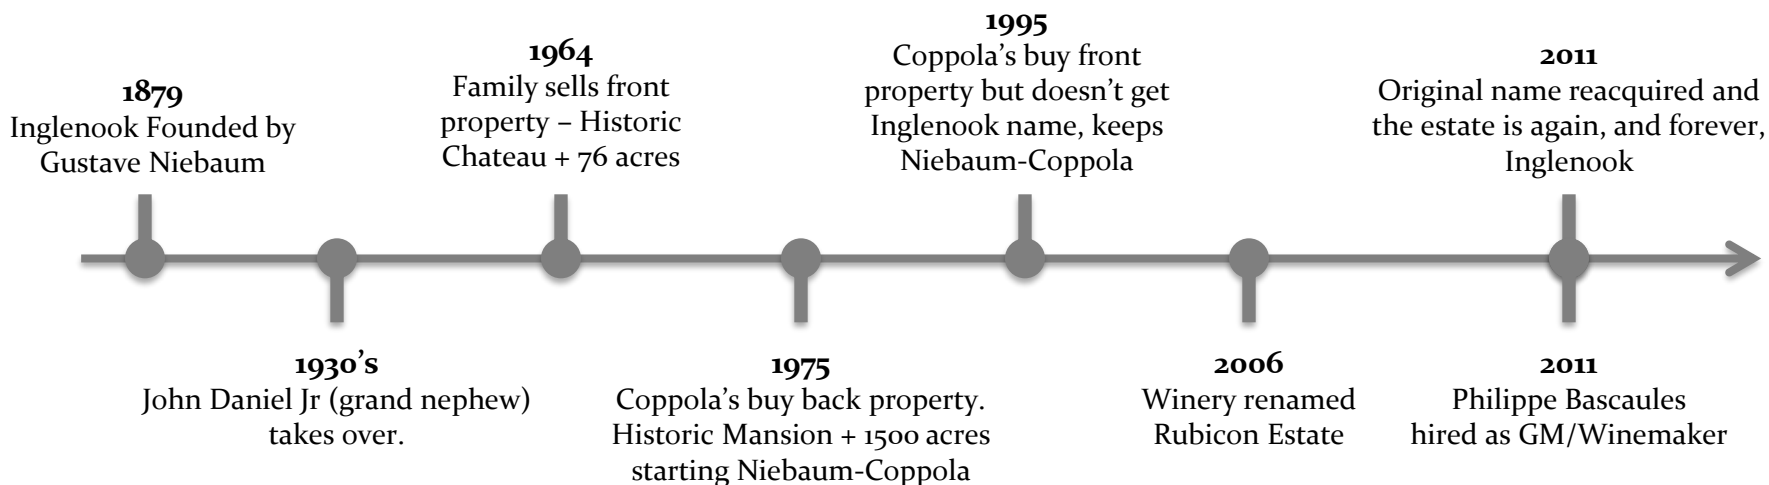 1879
Inglenook Founded by
Gustave Niebaum
1930's
John Daniel Jr (grand nephew)
takes over.
1964
Family sells front
property – Historic
Chateau + 76 acres
1975
Coppola's buy back property.
Historic Mansion + 1500 acres
starting Niebaum-Coppola
1995
Coppola's buy front
property but doesn't get
Inglenook name, keeps
Niebaum-Coppola
2006
Winery renamed
Rubicon Estate
2011
Original name reacquired and
the estate is again, and forever,
Inglenook
2011
Philippe Bascaules
hired as GM/Winemaker